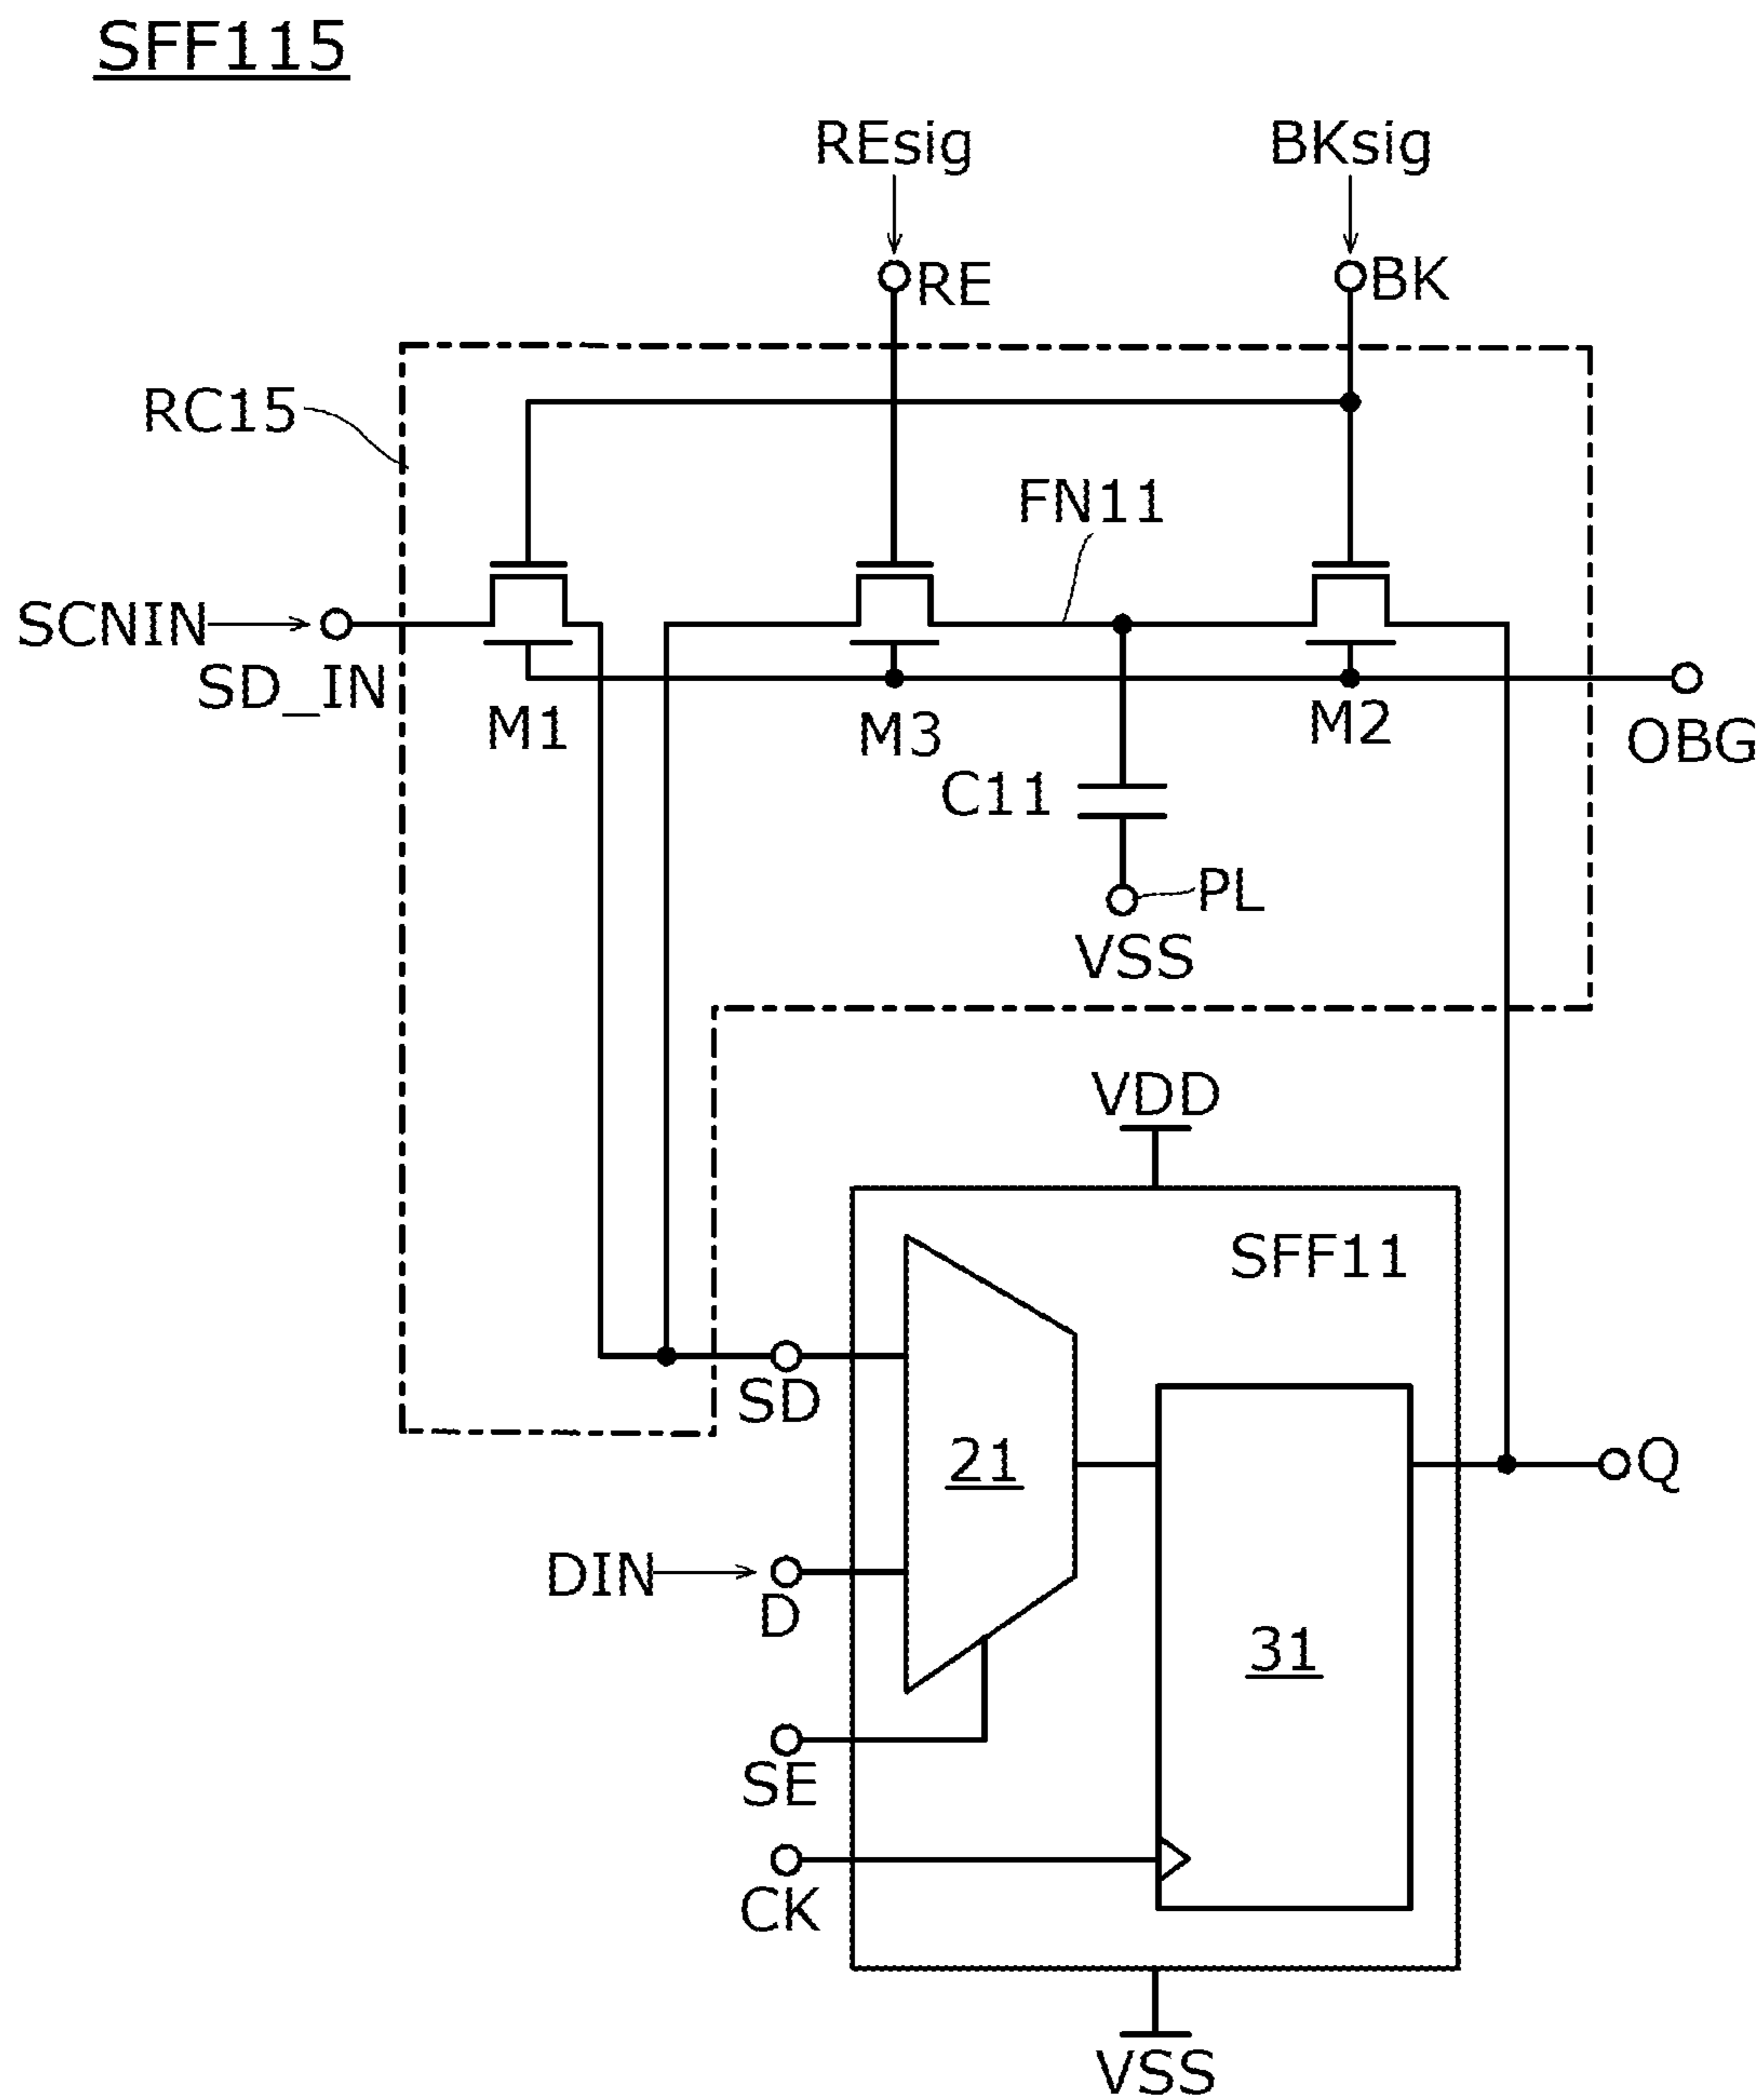 SFF115
REsig
BKsig
RE
BK
RC15
FN11
SCNIN
SD_IN
M1
M3
M2
OBG
C11
PL
VSS
VDD
SFF11
SD
21
Q
DIN
D
31
SE
CK
VSS